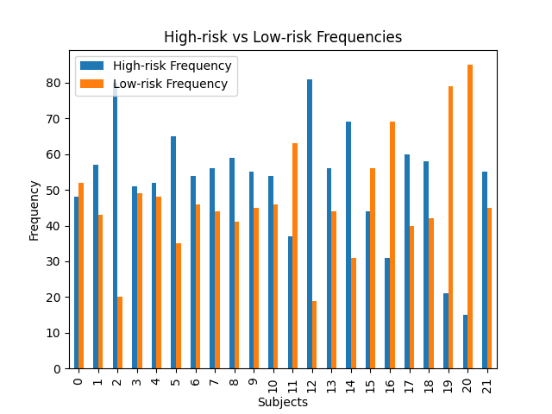 High-risk vs Low-risk Frequencies
High-risk Frequency
Low-risk Frequency
Frequency
80
70
60
50
40
30
20
10
0
0 1 2 3 4 5 6 7 8 9 10 11 12 13 14 15 16 17 18 19 20 21
Subjects